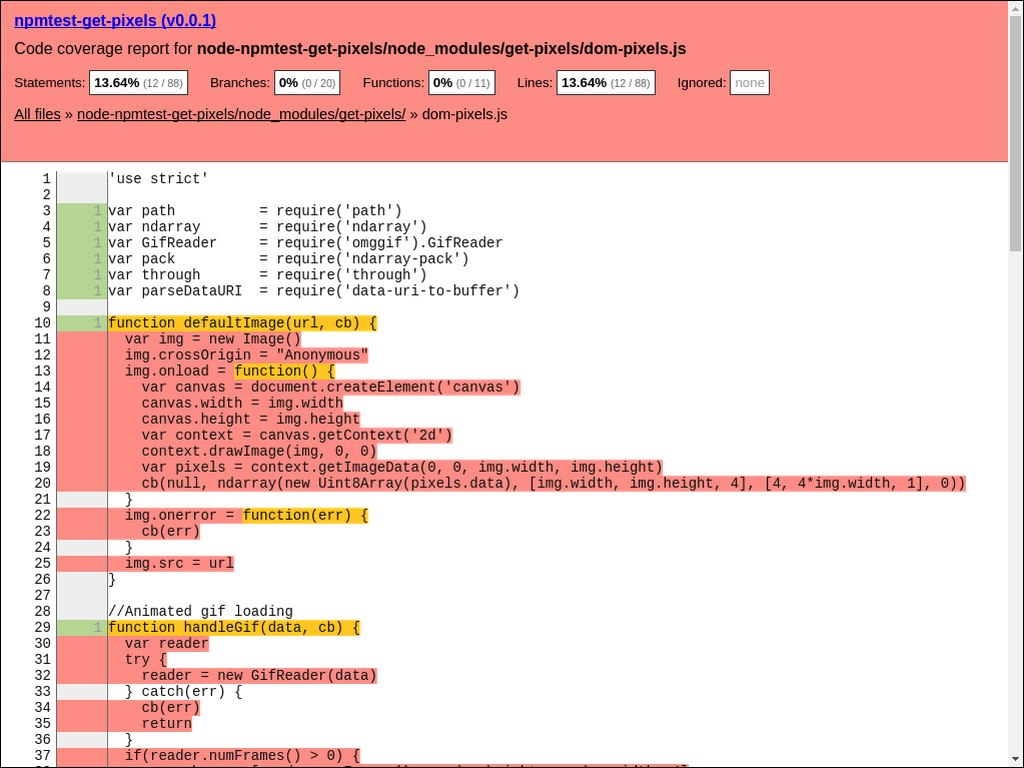 npmtest-get-pixels (v0.0.1)
Code coverage report for node-npmtest-get-pixels/node_modules/get-pixels/dom-pixels.js
Statements: 13.64% (12 / 88) Branches: 0% (0 / 20) Functions: 0% (0 / 11) Lines: 13.64% (12 / 88) Ignored: none
All files » node-npmtest-get-pixels/node_modules/get-pixels/ » dom-pixels.js
1 'use strict'
2
3 1 var path          = require('path')
4 1 var ndarray       = require('ndarray')
5 1 var GifReader     = require('omggif').GifReader
6 1 var pack          = require('ndarray-pack')
7 1 var through       = require('through')
8 1 var parseDataURI  = require('data-uri-to-buffer')
9
10 1 function defaultImage(url, cb) {
11   var img = new Image()
12   img.crossOrigin = "Anonymous"
13   img.onload = function() {
14     var canvas = document.createElement('canvas')
15     canvas.width = img.width
16     canvas.height = img.height
17     var context = canvas.getContext('2d')
18     context.drawImage(img, 0, 0)
19     var pixels = context.getImageData(0, 0, img.width, img.height)
20     cb(null, ndarray(new Uint8Array(pixels.data), [img.width, img.height, 4], [4, 4*img.width, 1], 0))
21   }
22   img.onerror = function(err) {
23     cb(err)
24   }
25   img.src = url
26 }
27
28 //Animated gif loading
29 1 function handleGif(data, cb) {
30   var reader
31   try {
32     reader = new GifReader(data)
33   } catch(err) {
34     cb(err)
35     return
36   }
37   if(reader.numFrames() > 0) {